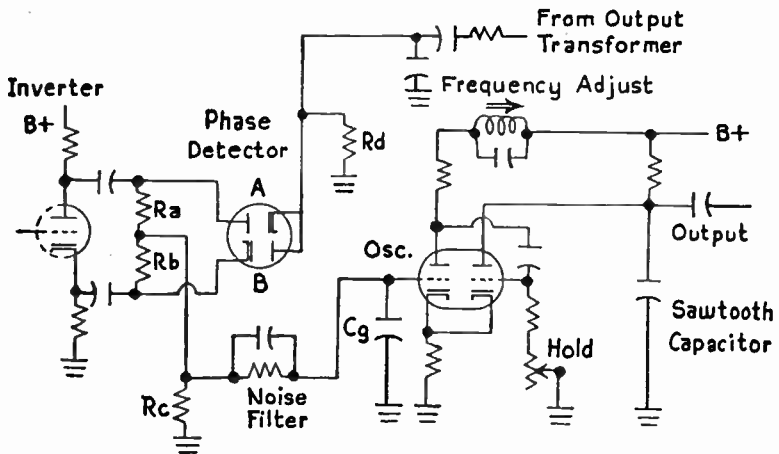 From Output
Transformer
Frequency Adjust
Inverter
B+
Phase
Detector
Rd
B+
A
Ra
Rb
B
Osc.
Output
Cg
Sawtooth
Capacitor
Hold
Noise
Filter
Rc